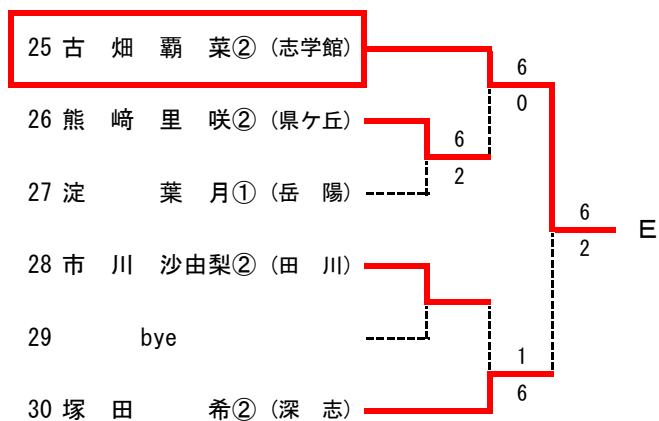 25 古 畑 覇 菜② (志学館)
6
0
26 熊 﨑 里 咲② (県ケ丘)
6
2
27 淀 葉 月① (岳 陽)
6
2
E
28 市 川 沙由梨② (田 川)
29 bye
1
6
30 塚 田 希② (深 志)